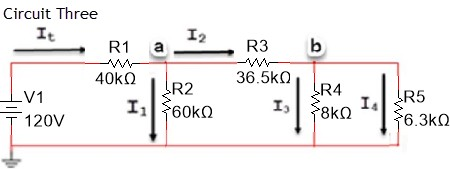 Circuit Three
It
I2
R1
a
R3
b
40kΩ
36.5kΩ
V1
120V
I1
R2
60kΩ
I3
R4
8kΩ
I4
R5
6.3kΩ